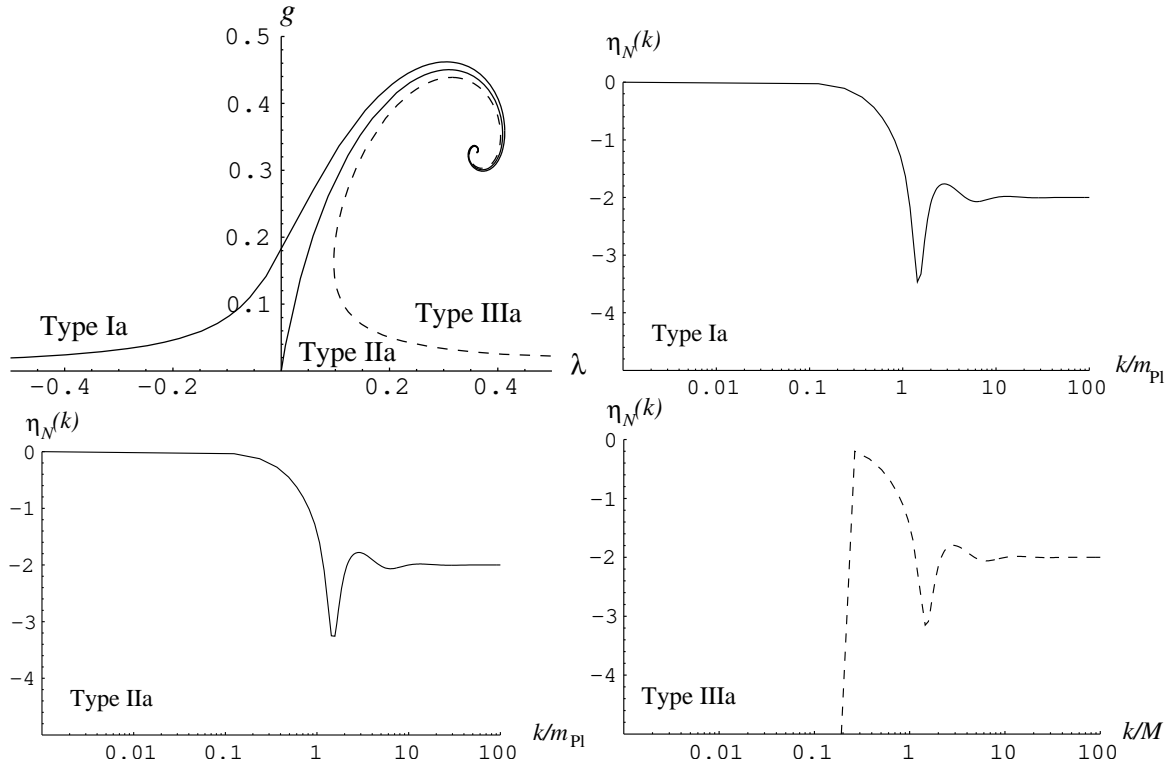 g
0.5
0.4
0.3
0.2
0.1
Type Ia
Type IIa
Type IIIa
λ
−0.4 −0.2 0.2 0.4
η_N(k)
0
−1
−2
−3
−4
Type Ia
k/m_Pl
0.01 0.1 1 10 100
η_N(k)
0
−1
−2
−3
−4
Type IIa
k/m_Pl
0.01 0.1 1 10 100
η_N(k)
0
−1
−2
−3
−4
Type IIIa
k/M
0.01 0.1 1 10 100